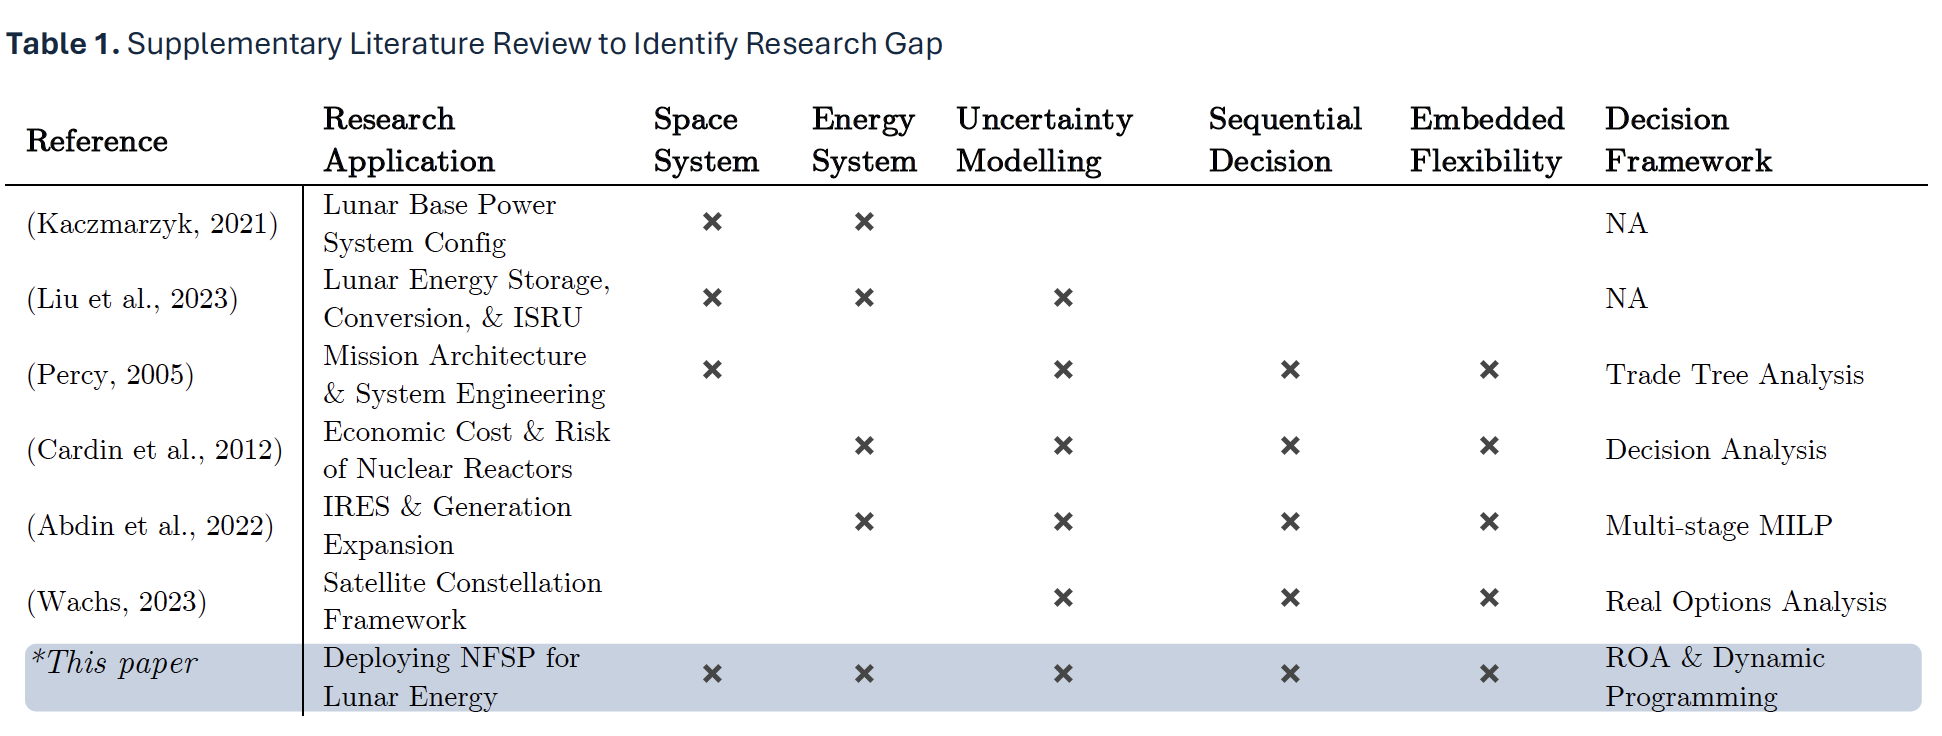 Table 1. Supplementary Literature Review to Identify Research Gap
Reference | Research Application | Space System | Energy System | Uncertainty Modelling | Sequential Decision | Embedded Flexibility | Decision Framework
(Kaczmarzyk, 2021) | Lunar Base Power System Config | × | × | | | | NA
(Liu et al., 2023) | Lunar Energy Storage, Conversion, & ISRU | × | × | × | | | NA
(Percy, 2005) | Mission Architecture & System Engineering | × | | × | × | × | Trade Tree Analysis
(Cardin et al., 2012) | Economic Cost & Risk of Nuclear Reactors | | × | × | × | × | Decision Analysis
(Abdin et al., 2022) | IRES & Generation Expansion | | × | × | × | × | Multi-stage MILP
(Wachs, 2023) | Satellite Constellation Framework | | | × | × | × | Real Options Analysis
*This paper | Deploying NFSP for Lunar Energy | × | × | × | × | × | ROA & Dynamic Programming